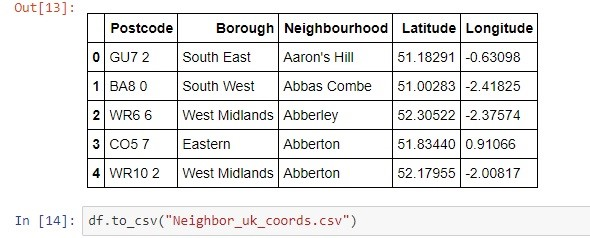 Out[13]:
Postcode Borough Neighbourhood Latitude Longitude
0 GU7 2 South East Aaron's Hill 51.18291 -0.63098
1 BA8 0 South West Abbas Combe 51.00283 -2.41825
2 WR6 6 West Midlands Abberley 52.30522 -2.37574
3 CO5 7 Eastern Abberton 51.83440 0.91066
4 WR10 2 West Midlands Abberton 52.17955 -2.00817
In [14]: df.to_csv("Neighbor_uk_coords.csv")